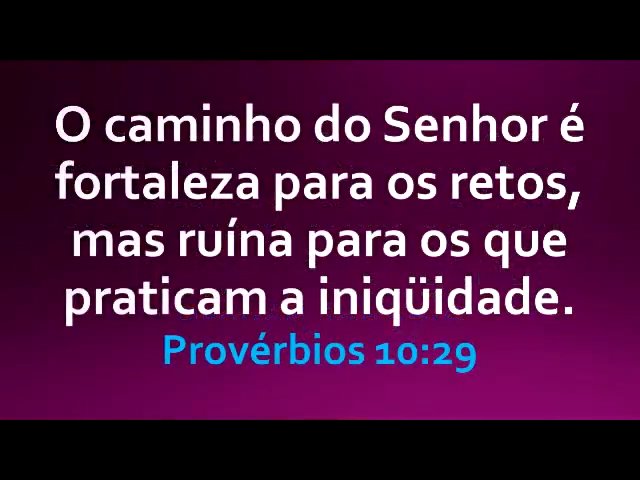 O caminho do Senhor é
fortaleza para os retos,
mas ruína para os que
praticam a iniqüidade.
Provérbios 10:29